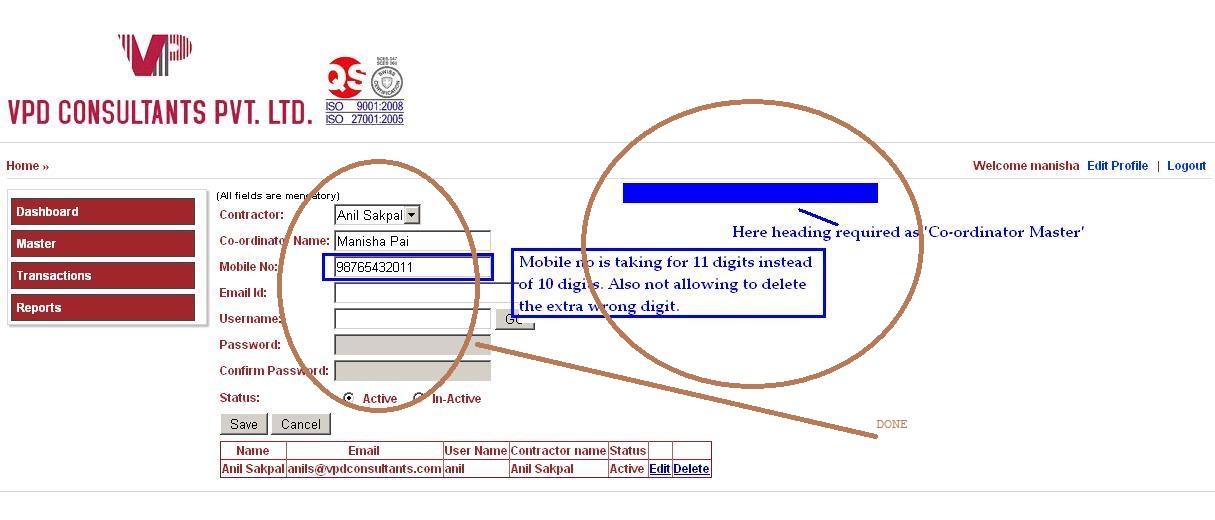 VP
VPD CONSULTANTS PVT. LTD.
QS
SWISS
CERTIFICATION
ISO 9001:2008
ISO 27001:2005
Home »
Welcome manisha Edit Profile | Logout
Dashboard
Master
Transactions
Reports
(All fields are mendatory)
Contractor: Anil Sakpal
Co-ordinator Name: Manisha Pai
Mobile No: 98765432011
Email Id:
Username:
Password:
Confirm Password:
Status: Active In-Active
Save Cancel
Here heading required as 'Co-ordinator Master'
Mobile no is taking for 11 digits instead
of 10 digits. Also not allowing to delete
the extra wrong digit.
DONE
Name Email User Name Contractor name Status
Anil Sakpal anils@vpdconsultants.com anil Anil Sakpal Active Edit Delete